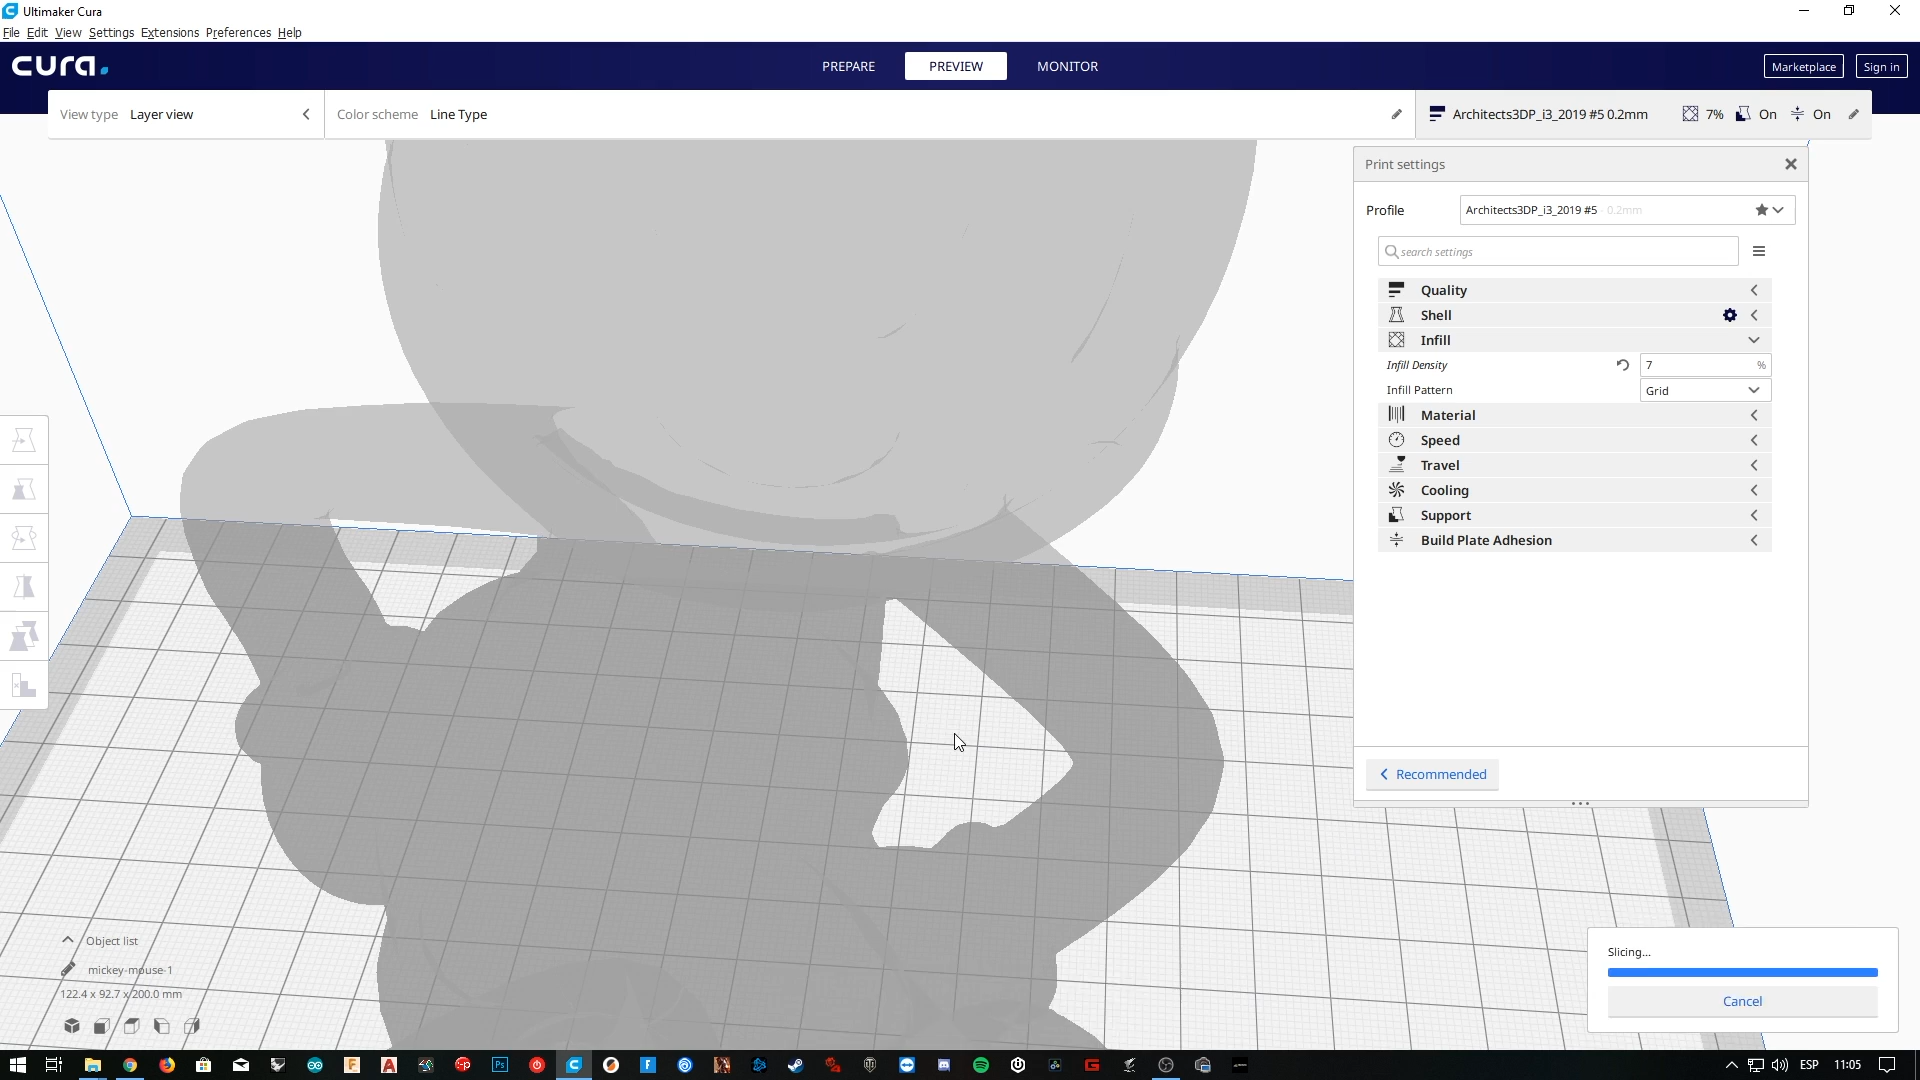 Ultimaker Cura
File Edit View Settings Extensions Preferences Help
cura.
PREPARE PREVIEW MONITOR
Marketplace Sign in
View type Layer view
Color scheme Line Type
Architects3DP_i3_2019 #5 0.2mm 7% On On
Print settings
Profile Architects3DP_i3_2019 #5 - 0.2mm
search settings
Quality
Shell
Infill
Infill Density 7 %
Infill Pattern Grid
Material
Speed
Travel
Cooling
Support
Build Plate Adhesion
Recommended
Object list
mickey-mouse-1
122.4 x 92.7 x 200.0 mm
Slicing...
Cancel
ESP 11:05